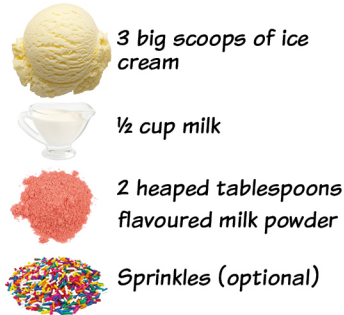 3 big scoops of ice
cream
½ cup milk
2 heaped tablespoons
flavoured milk powder
Sprinkles (optional)